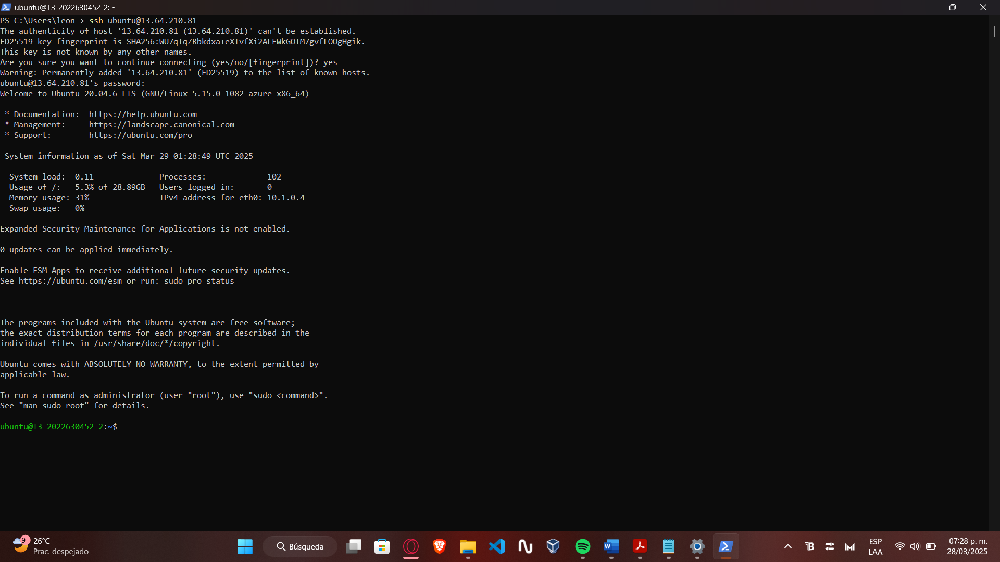 ubuntu@T3-2022630452-2: ~
PS C:\Users\leon-> ssh ubuntu@13.64.210.81
The authenticity of host '13.64.210.81 (13.64.210.81)' can't be established.
ED25519 key fingerprint is SHA256:WU7qIqZRbkdxa+eXIvfXi2ALEWkGOTM7gvfLOOgHgik.
This key is not known by any other names.
Are you sure you want to continue connecting (yes/no/[fingerprint])? yes
Warning: Permanently added '13.64.210.81' (ED25519) to the list of known hosts.
ubuntu@13.64.210.81's password:
Welcome to Ubuntu 20.04.6 LTS (GNU/Linux 5.15.0-1082-azure x86_64)
* Documentation:  https://help.ubuntu.com
* Management:     https://landscape.canonical.com
* Support:        https://ubuntu.com/pro
System information as of Sat Mar 29 01:28:49 UTC 2025
System load:  0.11              Processes:             102
Usage of /:   5.3% of 28.89GB   Users logged in:       0
Memory usage: 31%               IPv4 address for eth0: 10.1.0.4
Swap usage:   0%
Expanded Security Maintenance for Applications is not enabled.
0 updates can be applied immediately.
Enable ESM Apps to receive additional future security updates.
See https://ubuntu.com/esm or run: sudo pro status
The programs included with the Ubuntu system are free software;
the exact distribution terms for each program are described in the
individual files in /usr/share/doc/*/copyright.
Ubuntu comes with ABSOLUTELY NO WARRANTY, to the extent permitted by
applicable law.
To run a command as administrator (user "root"), use "sudo <command>".
See "man sudo_root" for details.
ubuntu@T3-2022630452-2:~$
9+
26°C
Prac. despejado
Búsqueda
ESP
LAA
07:28 p. m.
28/03/2025